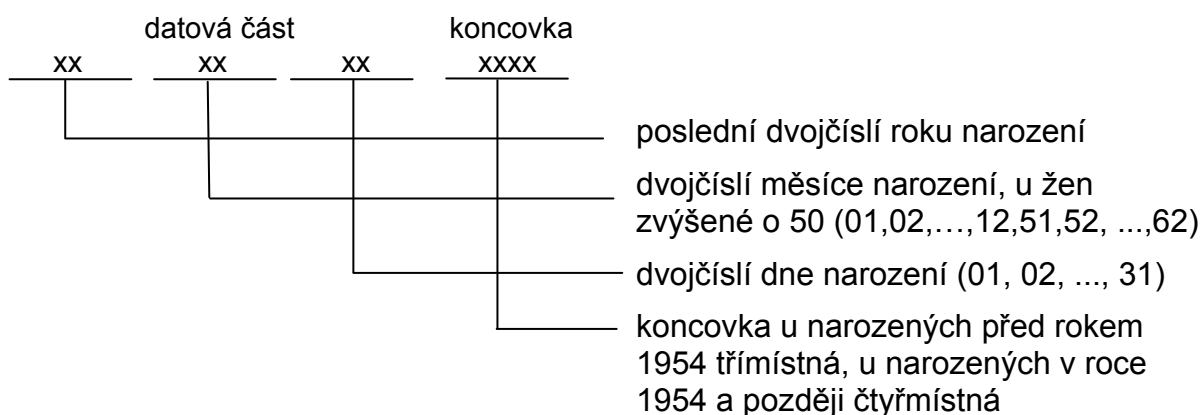 datová část koncovka
xx xx xx xxxx
poslední dvojčíslí roku narození
dvojčíslí měsíce narození, u žen
zvýšené o 50 (01,02,…,12,51,52, ...,62)
dvojčíslí dne narození (01, 02, ..., 31)
koncovka u narozených před rokem
1954 třímístná, u narozených v roce
1954 a později čtyřmístná